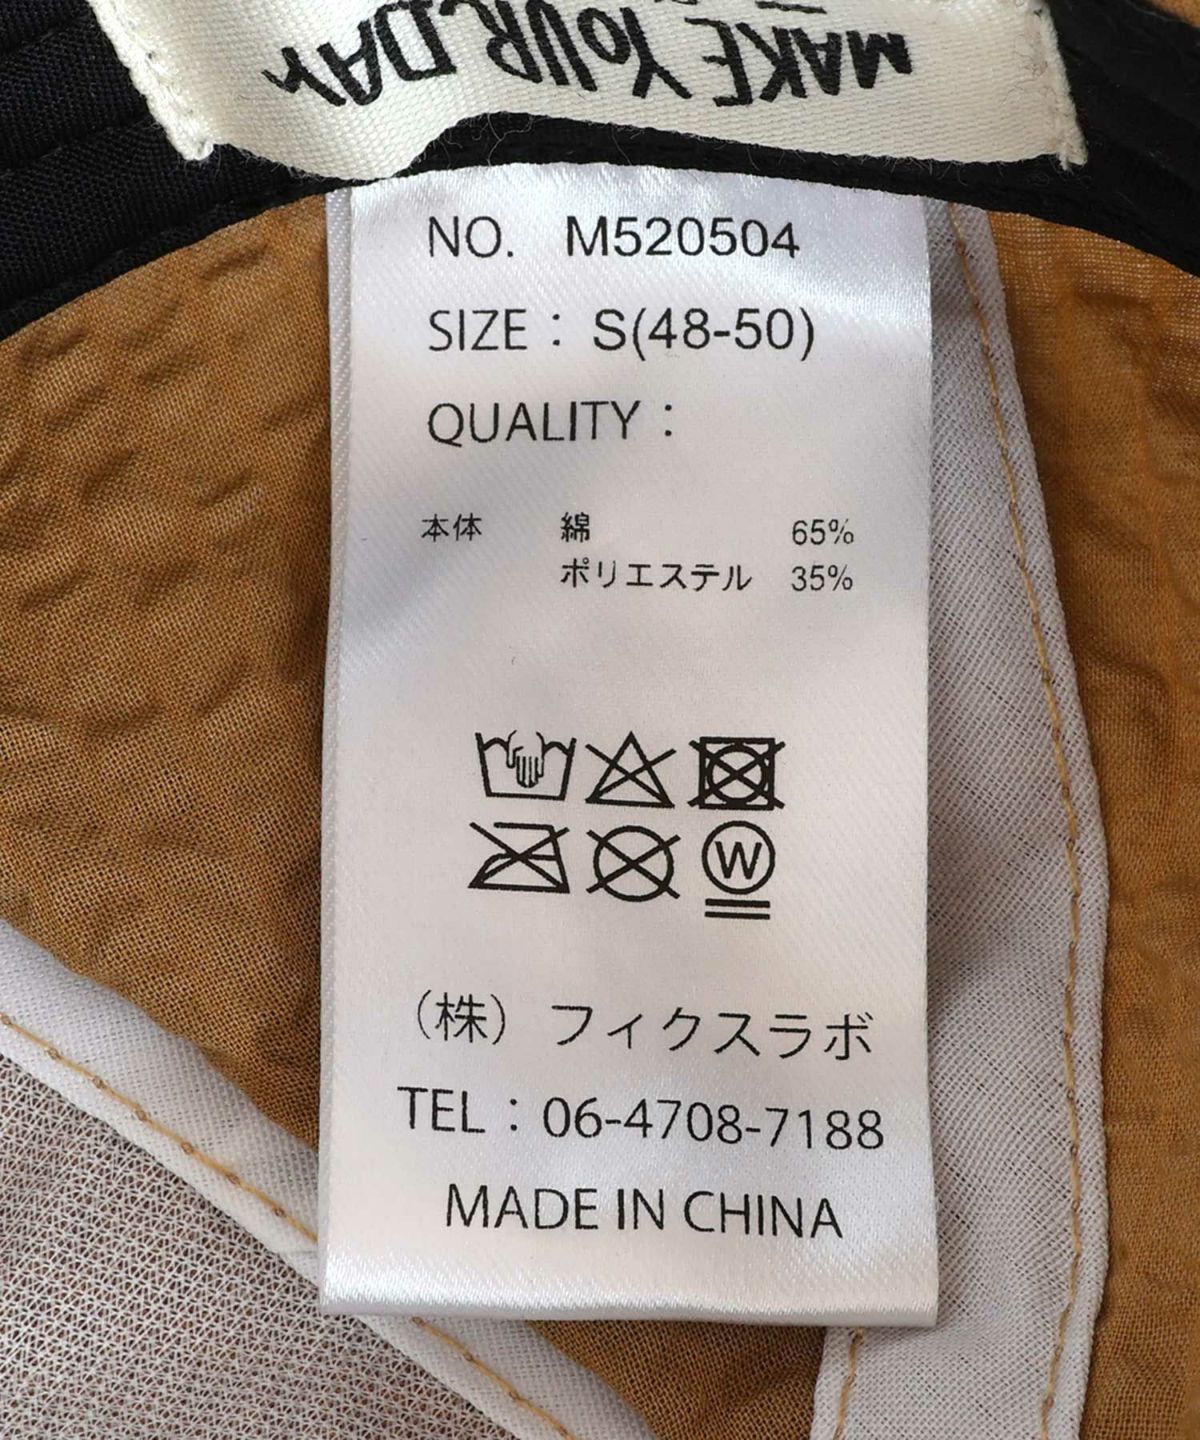 MAKE YOUR DAY
NO. M520504
SIZE : S(48-50)
QUALITY :
本体 綿 65%
ポリエステル 35%
W
(株) フィクスラボ
TEL : 06-4708-7188
MADE IN CHINA